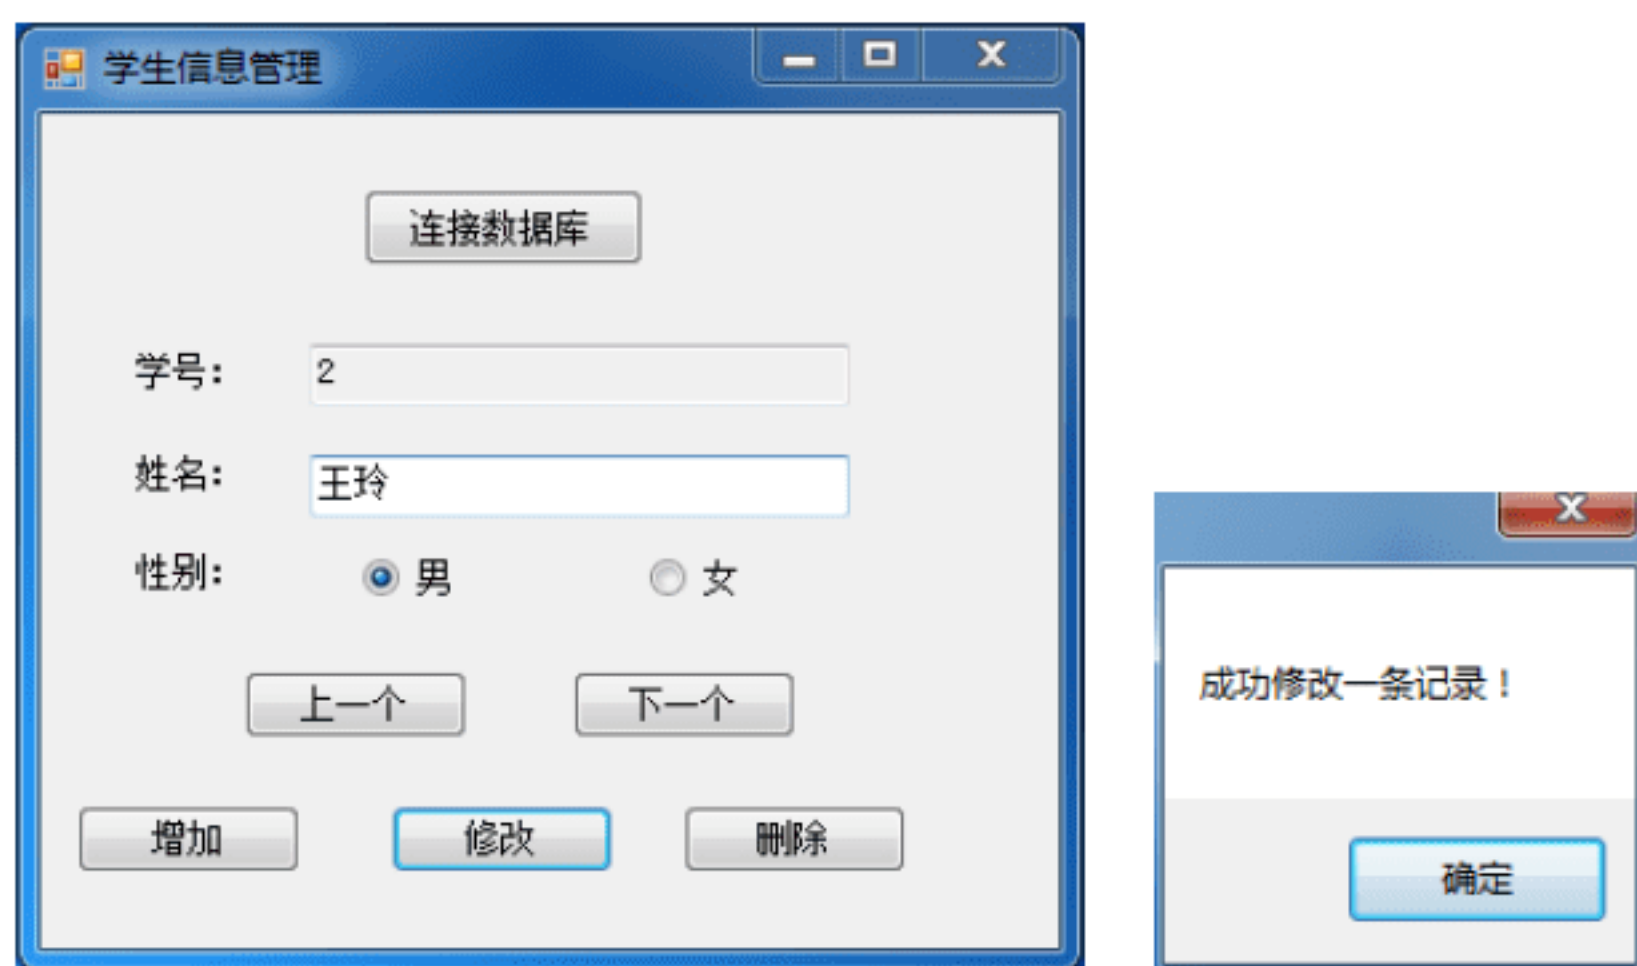 学生信息管理
连接数据库
学号: 2
姓名: 王玲
性别: 男 女
上一个 下一个
增加 修改 删除
成功修改一条记录！
确定